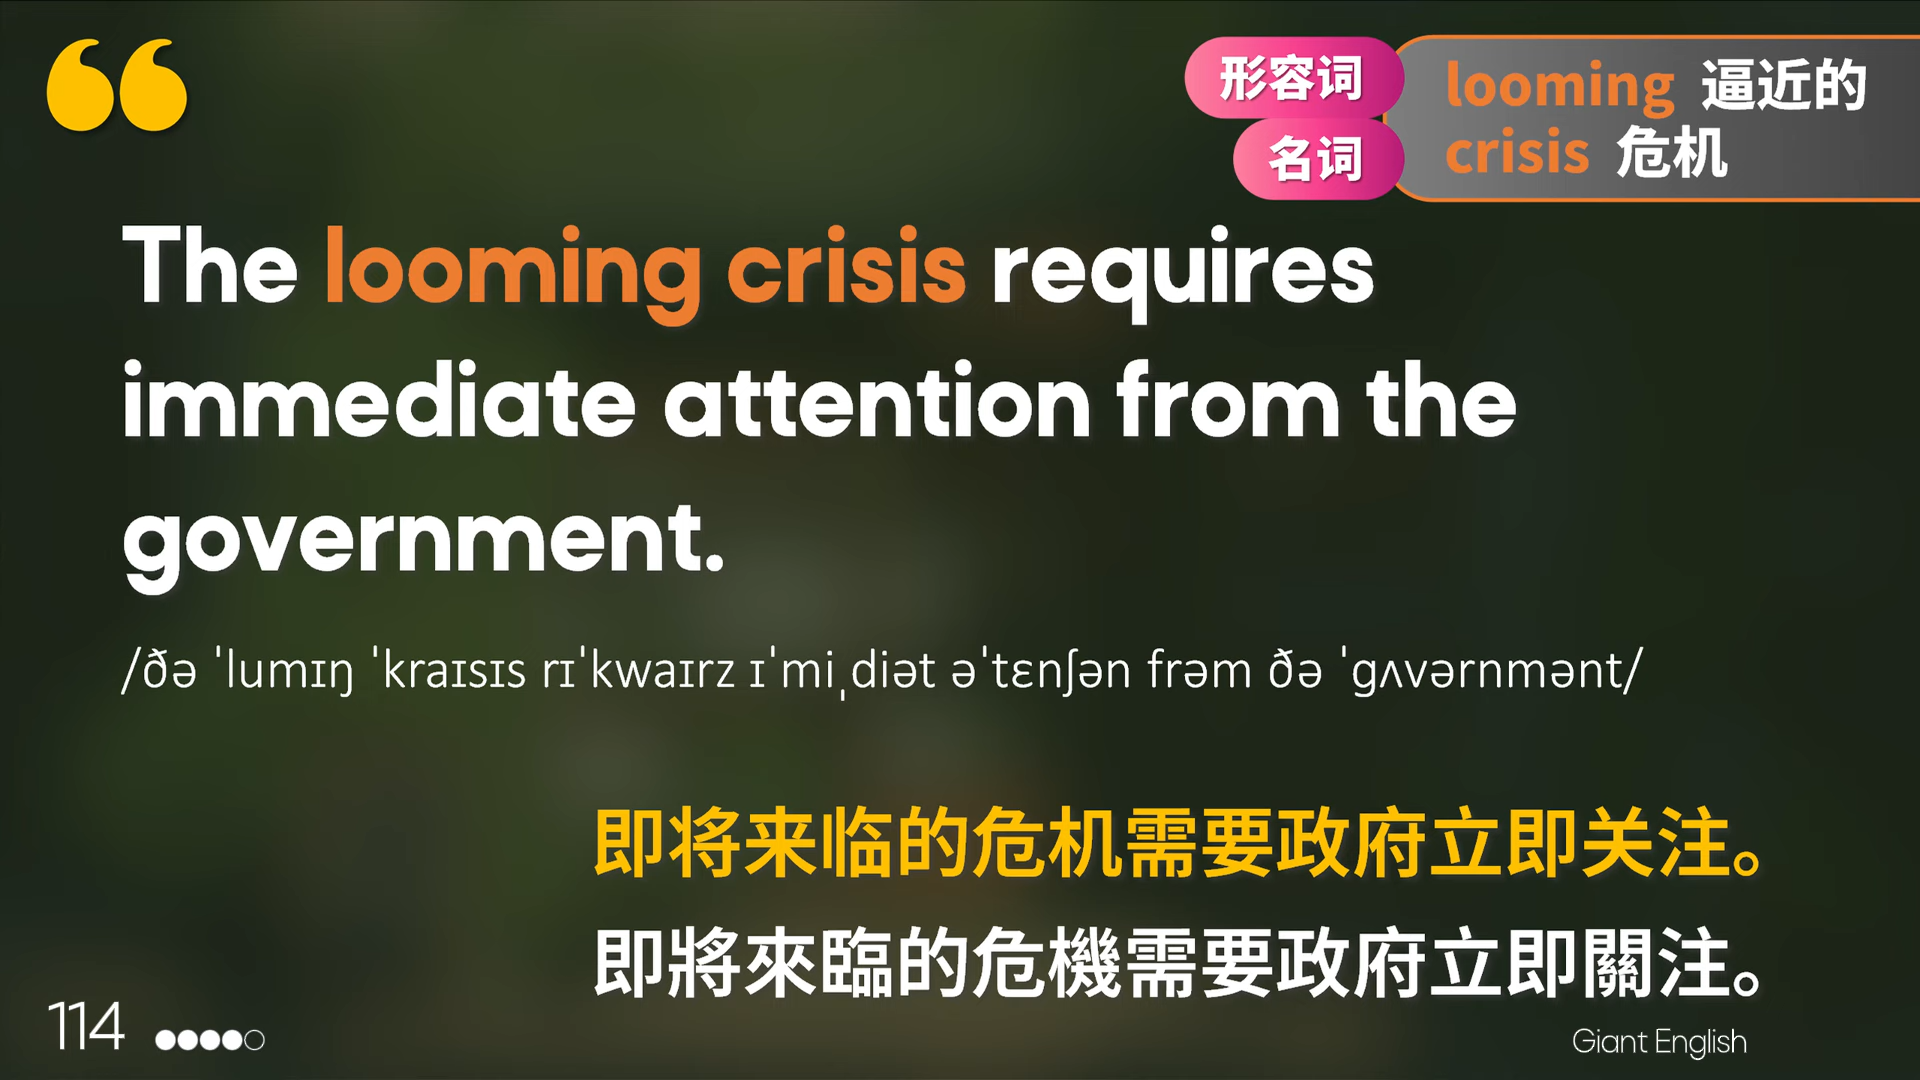 形容词
looming 逼近的
名词
crisis 危机
The looming crisis requires
immediate attention from the
government.
/ðə ˈlumɪŋ ˈkraɪsɪs rɪˈkwaɪrz ɪˈmiˌdiət əˈtɛnʃən frəm ðə ˈɡʌvərnmənt/
即将来临的危机需要政府立即关注。
即將來臨的危機需要政府立即關注。
114
Giant English